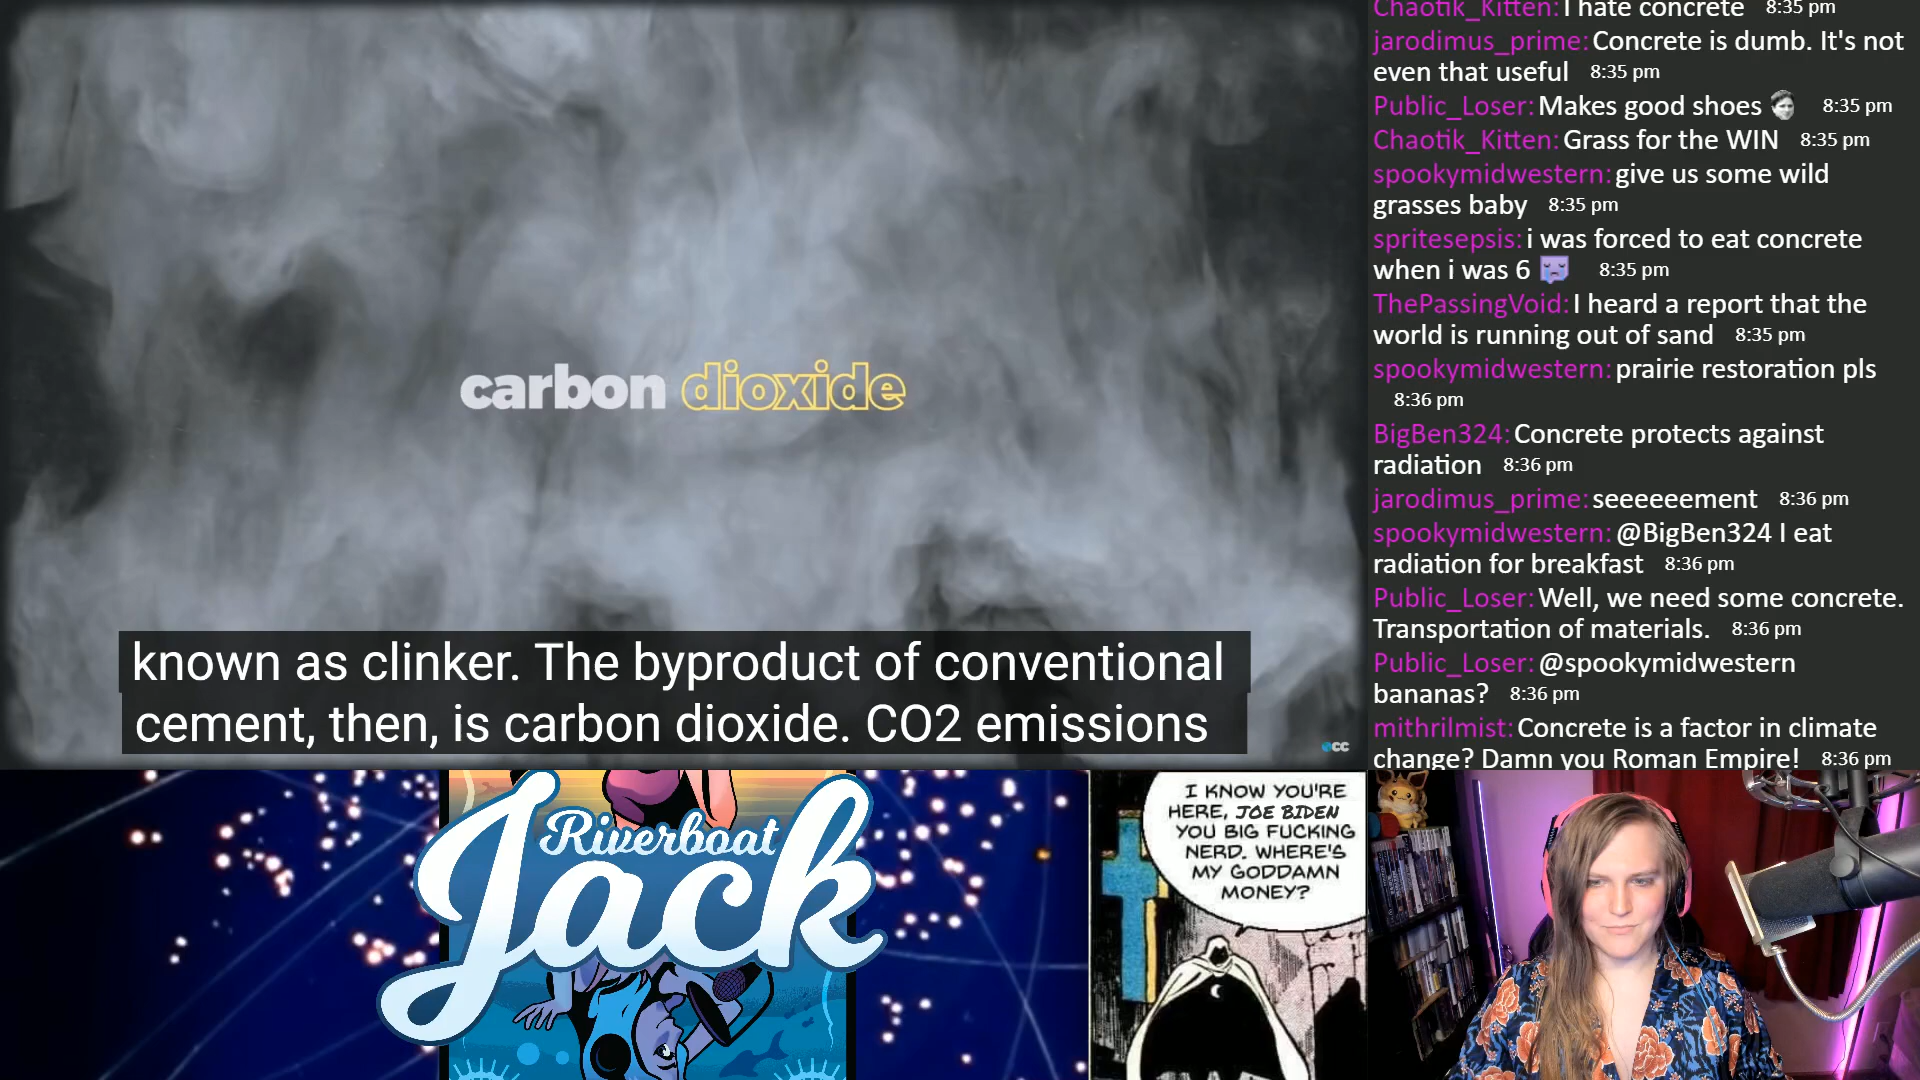 carbon dioxide
known as clinker. The byproduct of conventional
cement, then, is carbon dioxide. CO2 emissions
CC
Chaotik_Kitten: I hate concrete 8:35 pm
jarodimus_prime: Concrete is dumb. It's not
even that useful 8:35 pm
Public_Loser: Makes good shoes 8:35 pm
Chaotik_Kitten: Grass for the WIN 8:35 pm
spookymidwestern: give us some wild
grasses baby 8:35 pm
spritesepsis: i was forced to eat concrete
when i was 6 8:35 pm
ThePassingVoid: I heard a report that the
world is running out of sand 8:35 pm
spookymidwestern: prairie restoration pls
8:36 pm
BigBen324: Concrete protects against
radiation 8:36 pm
jarodimus_prime: seeeeeement 8:36 pm
spookymidwestern: @BigBen324 I eat
radiation for breakfast 8:36 pm
Public_Loser: Well, we need some concrete.
Transportation of materials. 8:36 pm
Public_Loser: @spookymidwestern
bananas? 8:36 pm
mithrilmist: Concrete is a factor in climate
change? Damn you Roman Empire! 8:36 pm
Riverboat
Jack
I KNOW YOU'RE
HERE, JOE BIDEN
YOU BIG FUCKING
NERD. WHERE'S
MY GODDAMN
MONEY?